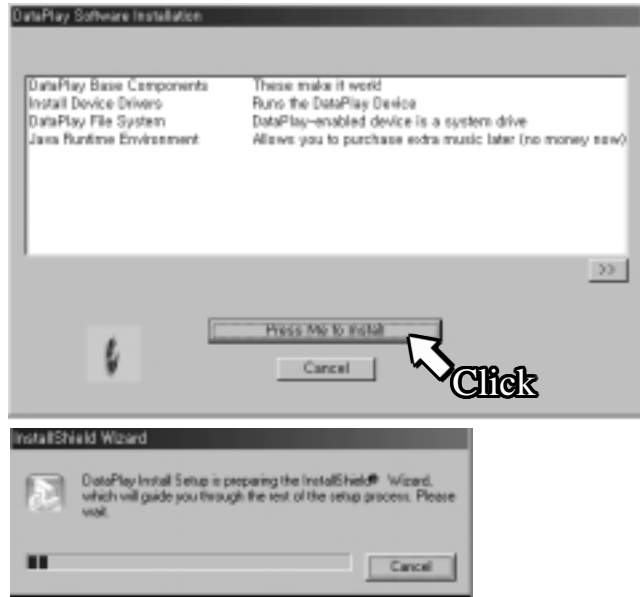 DataPlay Software Installation
DataPlay Base Components These make it work!
Install Device Drivers Runs the DataPlay Device
DataPlay File System DataPlay-enabled device is a system drive
Java Runtime Environment Allows you to purchase extra music later (no money now)
>>
Press Me to Install
Cancel
Click
InstallShield Wizard
DataPlay Install Setup is preparing the InstallShield® Wizard,
which will guide you through the rest of the setup process. Please
wait.
Cancel